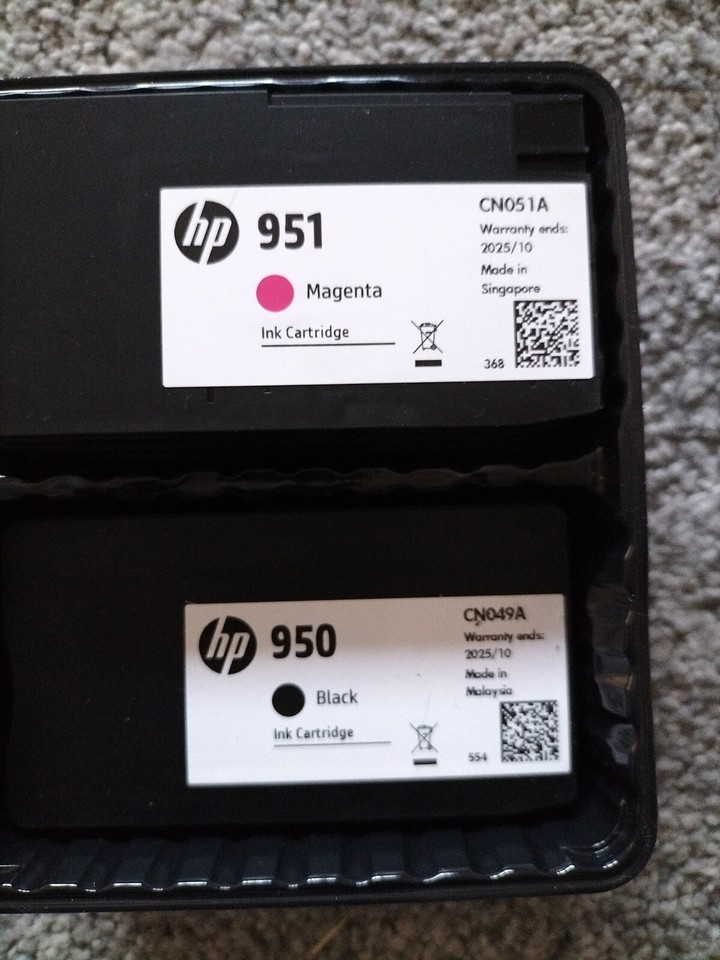 hp 951
Magenta
Ink Cartridge
CN051A
Warranty ends:
2025/10
Made in
Singapore
368
hp 950
Black
Ink Cartridge
CN049A
Warranty ends:
2025/10
Made in
Malaysia
554